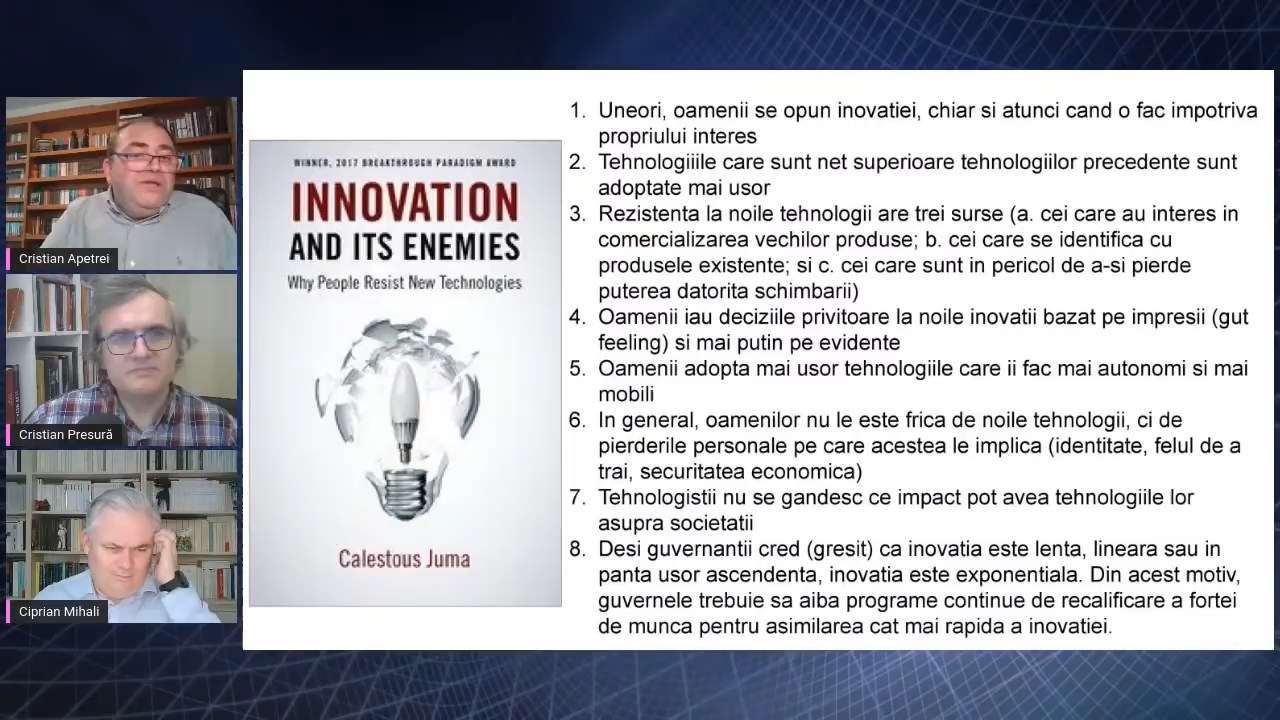 Cristian Apetrei
Cristian Presură
Ciprian Mihali
WINNER, 2017 BREAKTHROUGH PARADIGM AWARD
INNOVATION
AND ITS ENEMIES
Why People Resist New Technologies
Calestous Juma
1. Uneori, oamenii se opun inovatiei, chiar si atunci cand o fac impotriva
propriului interes
2. Tehnologiiile care sunt net superioare tehnologiilor precedente sunt
adoptate mai usor
3. Rezistenta la noile tehnologii are trei surse (a. cei care au interes in
comercializarea vechilor produse; b. cei care se identifica cu
produsele existente; si c. cei care sunt in pericol de a-si pierde
puterea datorita schimbarii)
4. Oamenii iau deciziile privitoare la noile inovatii bazat pe impresii (gut
feeling) si mai putin pe evidente
5. Oamenii adopta mai usor tehnologiile care ii fac mai autonomi si mai
mobili
6. In general, oamenilor nu le este frica de noile tehnologii, ci de
pierderile personale pe care acestea le implica (identitate, felul de a
trai, securitatea economica)
7. Tehnologistii nu se gandesc ce impact pot avea tehnologiile lor
asupra societatii
8. Desi guvernantii cred (gresit) ca inovatia este lenta, lineara sau in
panta usor ascendenta, inovatia este exponentiala. Din acest motiv,
guvernele trebuie sa aiba programe continue de recalificare a fortei
de munca pentru asimilarea cat mai rapida a inovatiei.